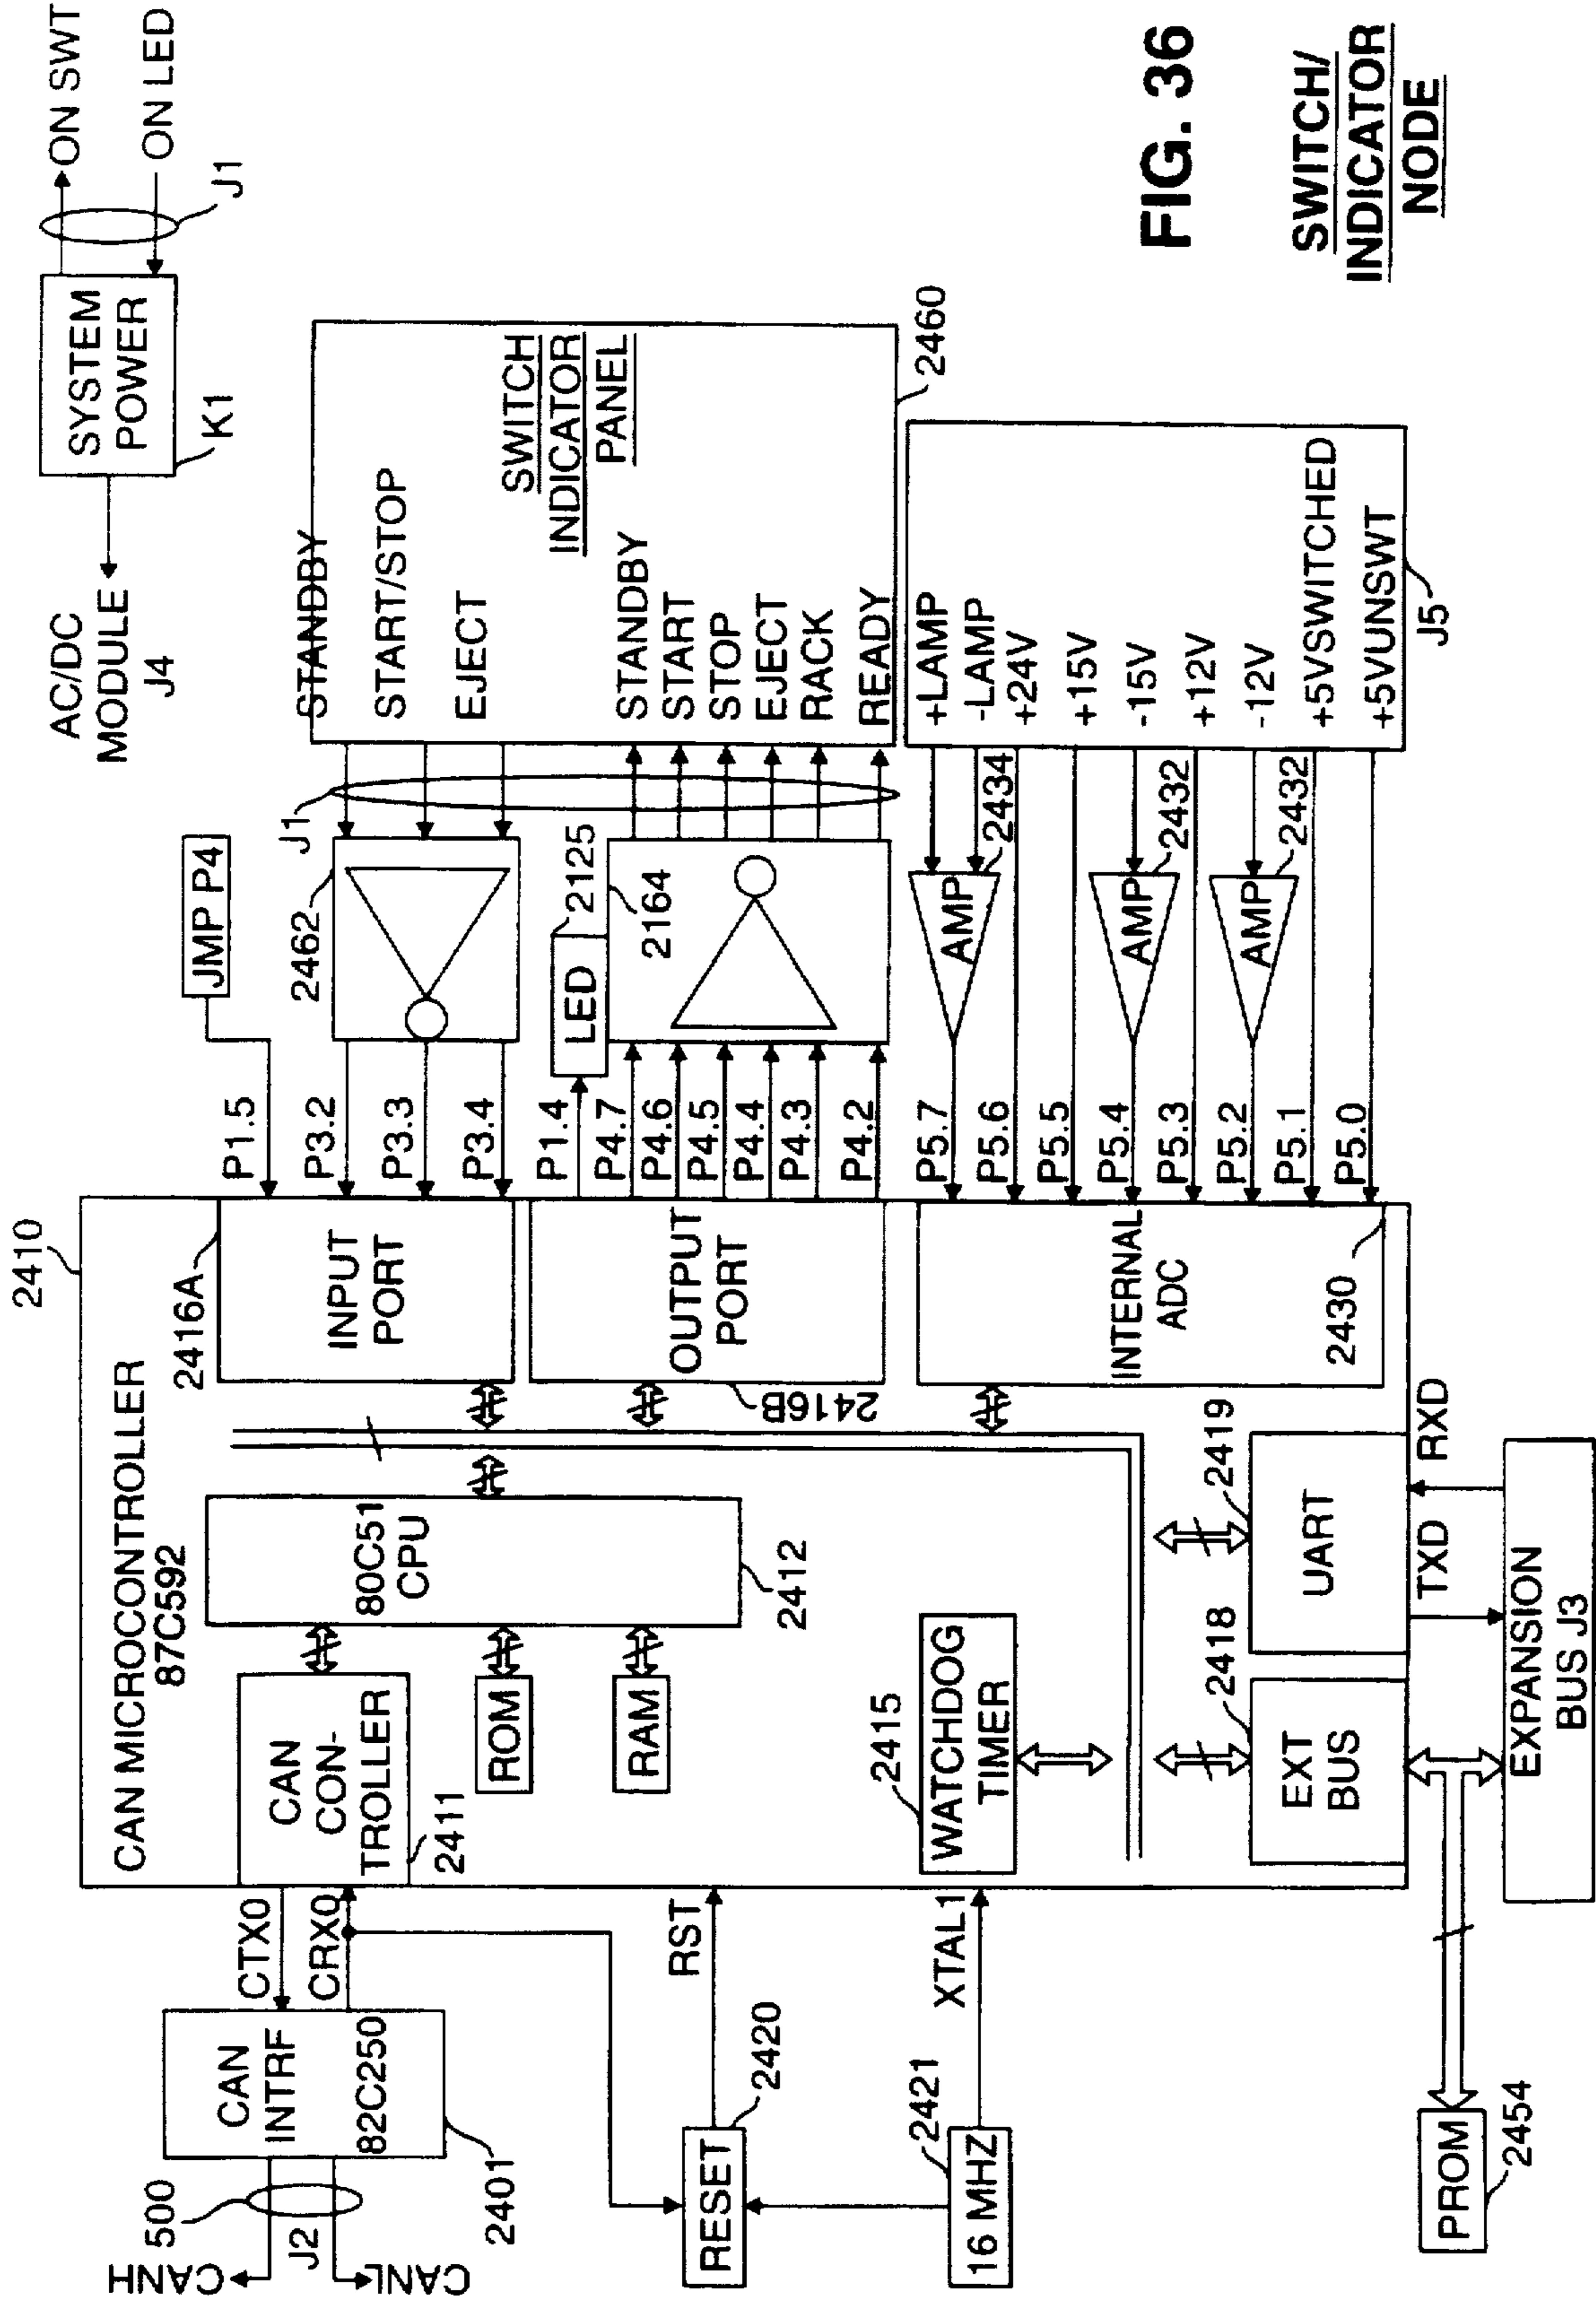 CAN MICROCONTROLLER
87C592
2410
CANH
CANL
500
J2
CAN
INTRF
82C250
2401
CTX0
CRX0
CAN
CON-
TROLLER
2411
80C51
CPU
2412
ROM
RAM
RESET
2420
RST
16 MHZ
2421
XTAL1
WATCHDOG
TIMER
2415
EXT
BUS
2418
UART
2419
TXD
RXD
EXPANSION
BUS J3
PROM
2454
2416A
INPUT
PORT
OUTPUT
PORT
2416B
INTERNAL
ADC
2430
P1.5
P3.2
P3.3
P3.4
P1.4
P4.7
P4.6
P4.5
P4.4
P4.3
P4.2
P5.7
P5.6
P5.5
P5.4
P5.3
P5.2
P5.1
P5.0
JMP P4
2462
J1
LED
2125
2164
AMP
2434
AMP
2432
AMP
2432
STANDBY
START/STOP
EJECT
SWITCH
INDICATOR
PANEL
STANDBY
START
STOP
EJECT
RACK
READY
2460
+LAMP
-LAMP
+24V
+15V
-15V
+12V
-12V
+5VSWITCHED
+5VUNSWT
J5
AC/DC
MODULE
J4
SYSTEM
POWER
K1
J1
ON SWT
ON LED
FIG. 36
SWITCH/
INDICATOR
NODE